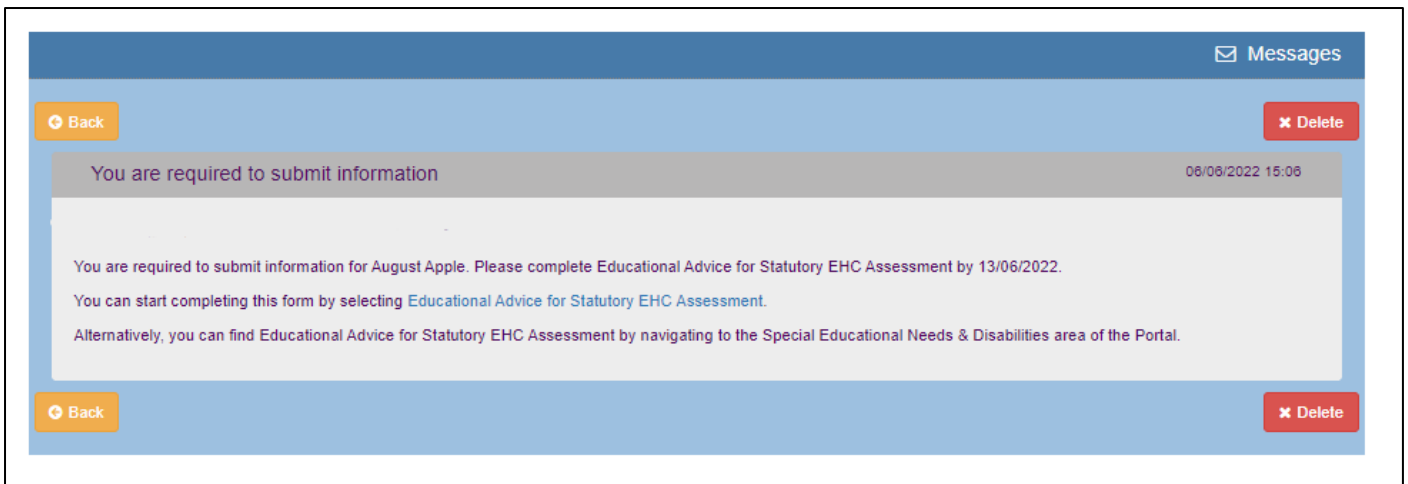 Messages
Back
Delete
You are required to submit information
06/06/2022 15:06
You are required to submit information for August Apple. Please complete Educational Advice for Statutory EHC Assessment by 13/06/2022.
You can start completing this form by selecting Educational Advice for Statutory EHC Assessment.
Alternatively, you can find Educational Advice for Statutory EHC Assessment by navigating to the Special Educational Needs & Disabilities area of the Portal.
Back
Delete